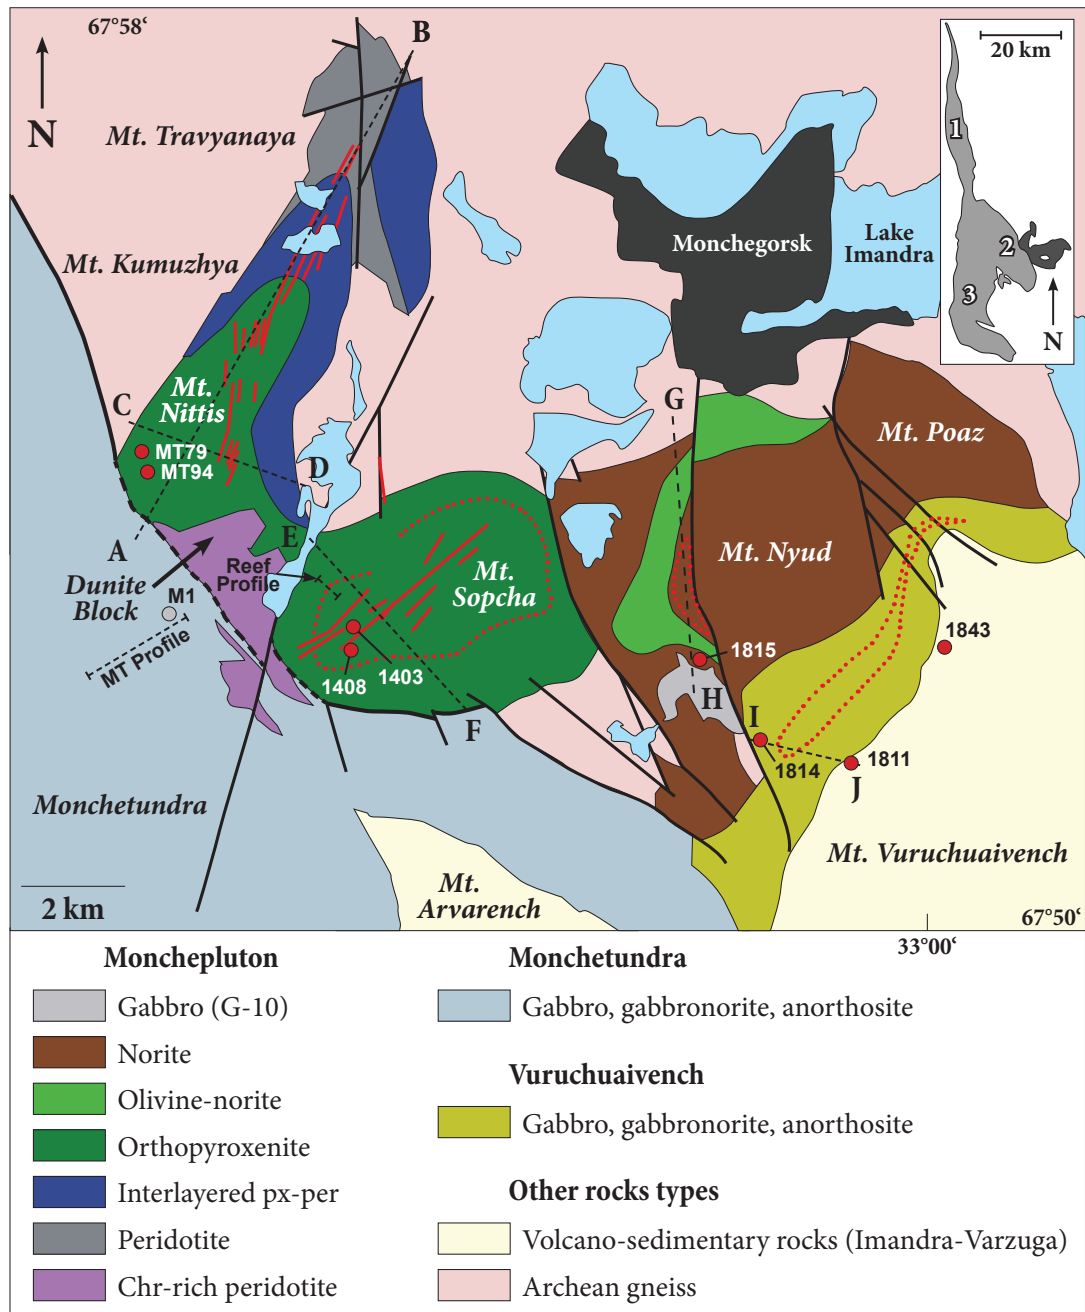 67°58‘
B
20 km
N
Mt. Travyanaya
1
Monchegorsk
Lake
Imandra
2
Mt. Kumuzhya
3
N
Mt.
Nittis
C
G
Mt. Poaz
MT79
MT94
D
A
E
Reef
Profile
Mt. Nyud
Dunite
Block
Mt.
Sopcha
M1
MT Profile
1843
1815
1408
1403
H
F
I
1814
1811
J
Monchetundra
Mt. Vuruchuaivench
Mt.
Arvarench
2 km
67°50‘
33°00‘
Monchepluton
Gabbro (G-10)
Norite
Olivine-norite
Orthopyroxenite
Interlayered px-per
Peridotite
Chr-rich peridotite
Monchetundra
Gabbro, gabbronorite, anorthosite
Vuruchuaivench
Gabbro, gabbronorite, anorthosite
Other rocks types
Volcano-sedimentary rocks (Imandra-Varzuga)
Archean gneiss